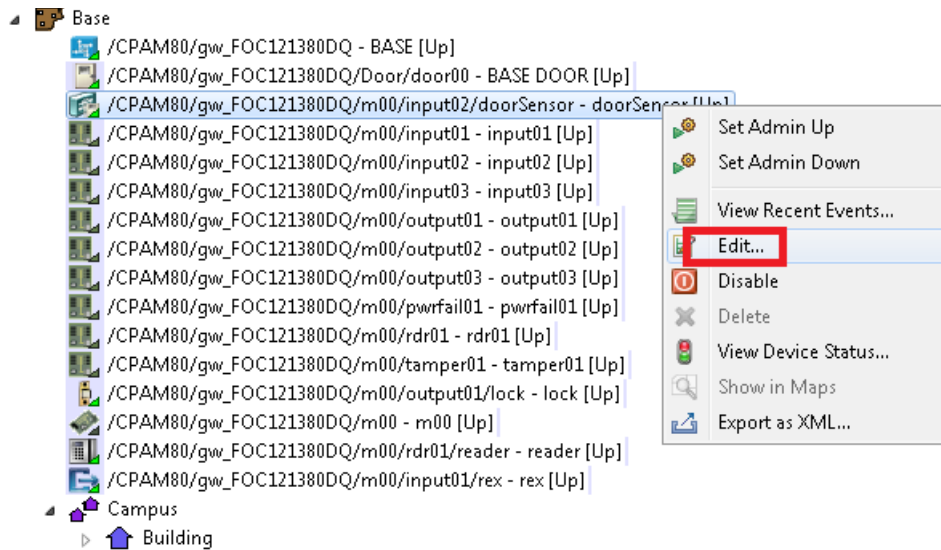 Base
/CPAM80/gw_FOC121380DQ - BASE [Up]
/CPAM80/gw_FOC121380DQ/Door/door00 - BASE DOOR [Up]
/CPAM80/gw_FOC121380DQ/m00/input02/doorSensor - doorSensor [Up]
Set Admin Up
/CPAM80/gw_FOC121380DQ/m00/input01 - input01 [Up]
/CPAM80/gw_FOC121380DQ/m00/input02 - input02 [Up]
Set Admin Down
/CPAM80/gw_FOC121380DQ/m00/input03 - input03 [Up]
View Recent Events...
/CPAM80/gw_FOC121380DQ/m00/output01 - output01 [Up]
/CPAM80/gw_FOC121380DQ/m00/output02 - output02 [Up]
Edit...
/CPAM80/gw_FOC121380DQ/m00/output03 - output03 [Up]
Disable
/CPAM80/gw_FOC121380DQ/m00/pwrfail01 - pwrfail01 [Up]
Delete
/CPAM80/gw_FOC121380DQ/m00/rdr01 - rdr01 [Up]
View Device Status...
/CPAM80/gw_FOC121380DQ/m00/tamper01 - tamper01 [Up]
/CPAM80/gw_FOC121380DQ/m00/output01/lock - lock [Up]
Show in Maps
/CPAM80/gw_FOC121380DQ/m00 - m00 [Up]
Export as XML...
/CPAM80/gw_FOC121380DQ/m00/rdr01/reader - reader [Up]
/CPAM80/gw_FOC121380DQ/m00/input01/rex - rex [Up]
Campus
Building